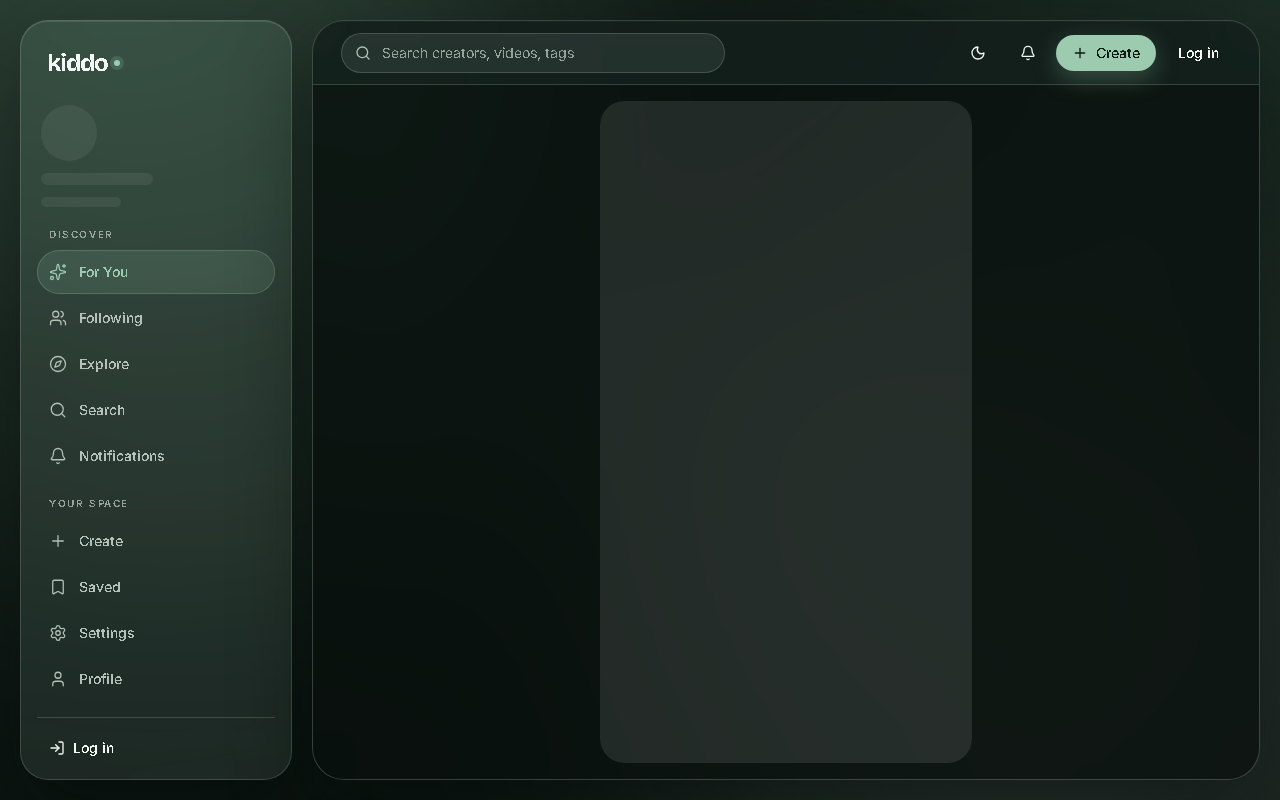 kiddo
Search creators, videos, tags
Create
Log in
DISCOVER
For You
Following
Explore
Search
Notifications
YOUR SPACE
Create
Saved
Settings
Profile
Log in